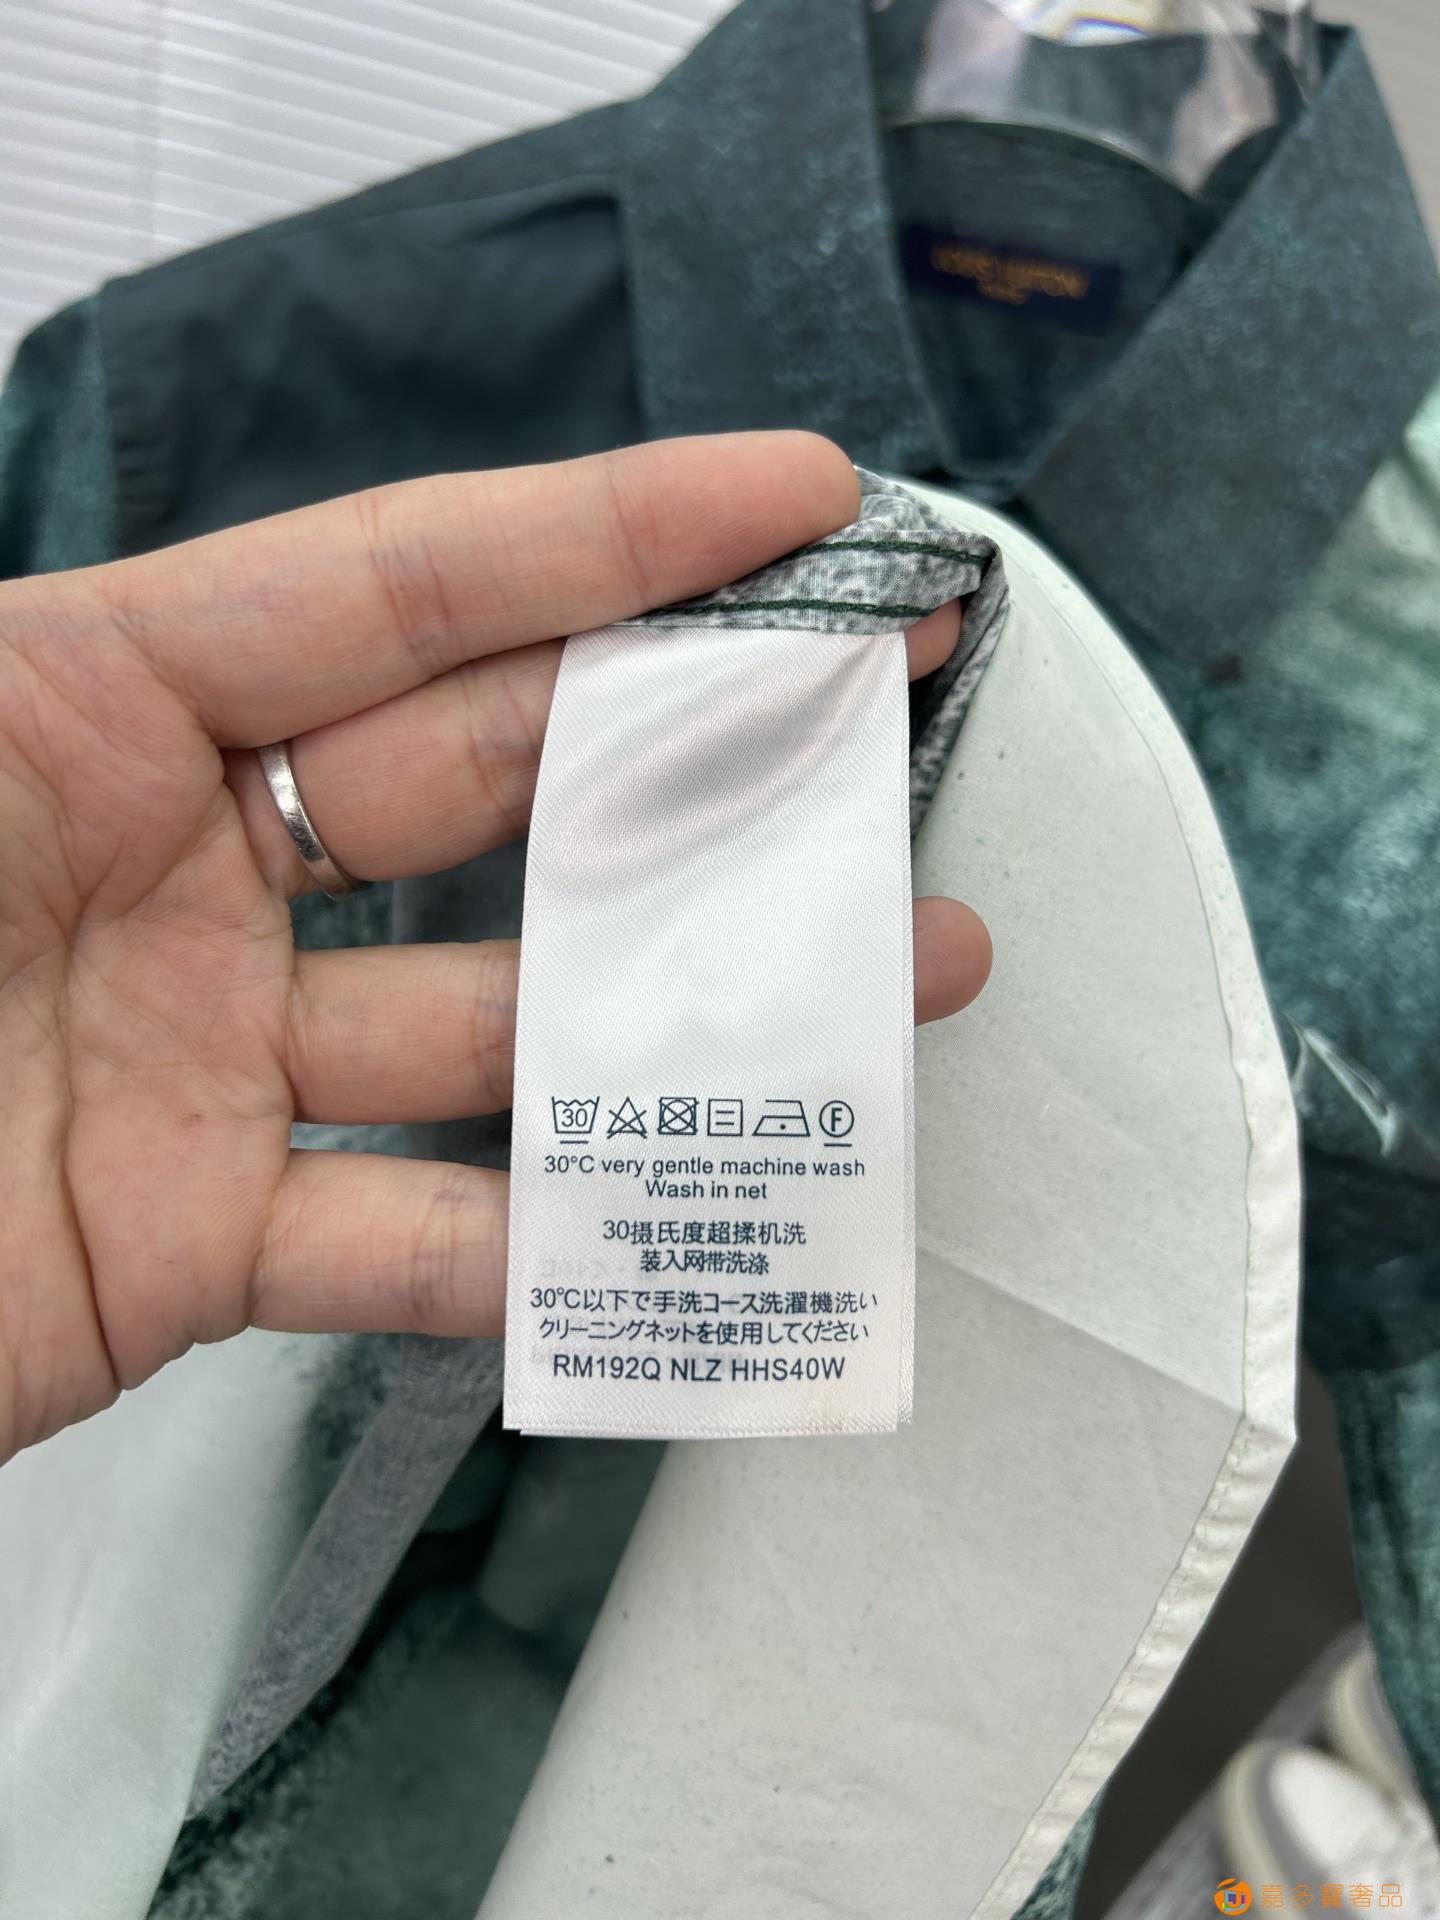 LOUIS VUITTON
30
F
30°C very gentle machine wash
Wash in net
30摄氏度超揉机洗
装入网带洗涤
30℃以下で手洗コース洗濯機洗い
クリーニングネットを使用してください
RM192Q NLZ HHS40W
嘉多寶奢品